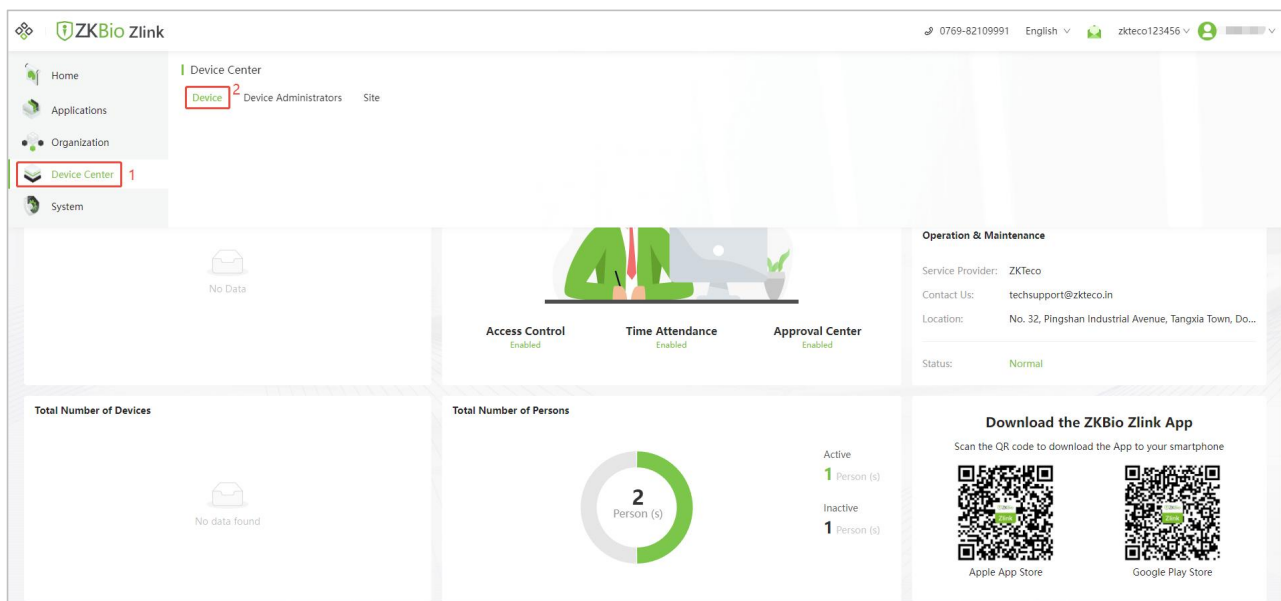 ZKBio Zlink
0769-82109991 English zkteco123456
Home
Applications
Organization
Device Center 1
System
Device Center
Device 2 Device Administrators Site
No Data
Access Control Time Attendance Approval Center
Enabled Enabled Enabled
Operation & Maintenance
Service Provider: ZKTeco
Contact Us: techsupport@zkteco.in
Location: No. 32, Pingshan Industrial Avenue, Tangxia Town, Do...
Status: Normal
Total Number of Devices
No data found
Total Number of Persons
2
Person (s)
Active
1 Person (s)
Inactive
1 Person (s)
Download the ZKBio Zlink App
Scan the QR code to download the App to your smartphone
Zlink Zlink
Apple App Store Google Play Store